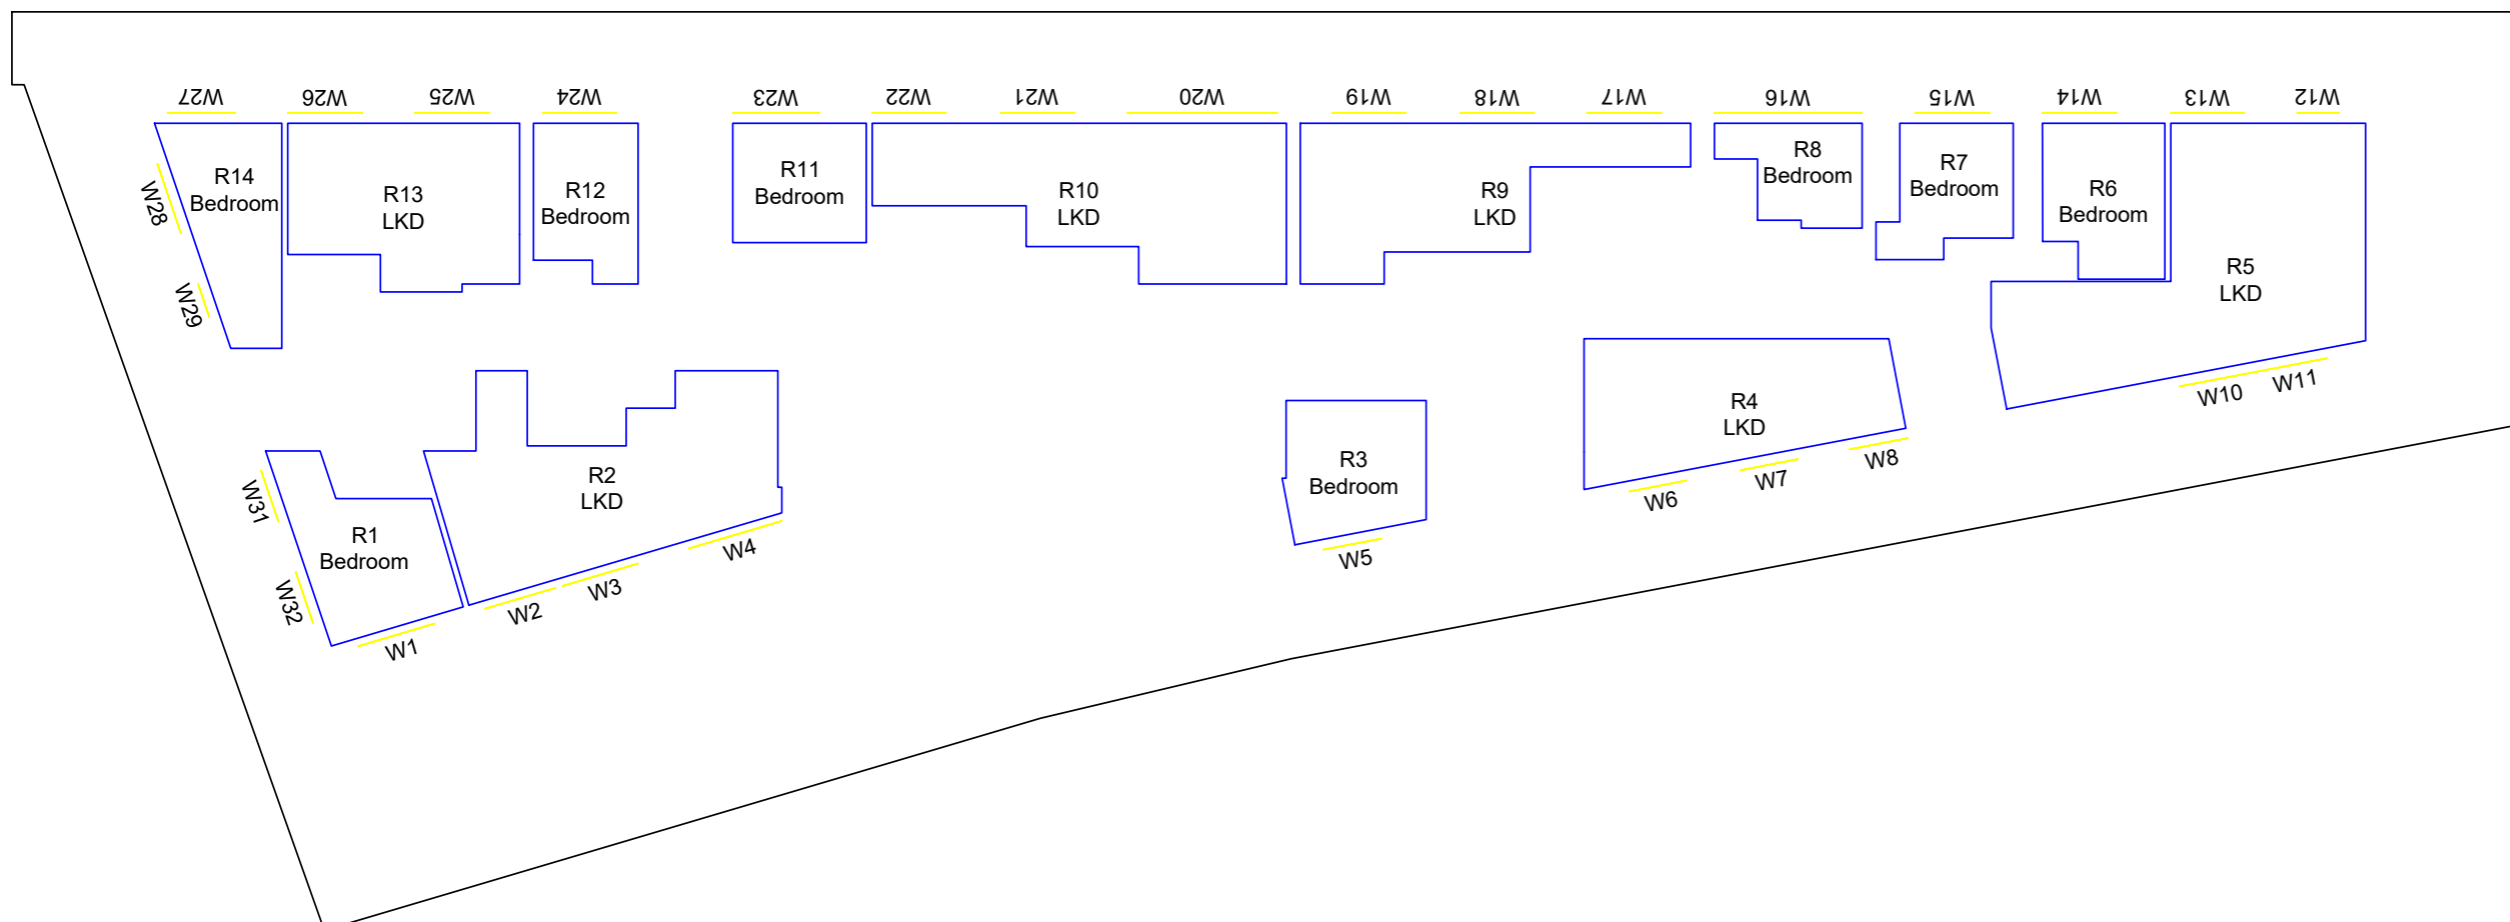 W27
W26
W25
W24
W23
W22
W21
W20
W19
W18
W17
W16
W15
W14
W13
W12
R14
Bedroom
R13
LKD
R12
Bedroom
R11
Bedroom
R10
LKD
R9
LKD
R8
Bedroom
R7
Bedroom
R6
Bedroom
R5
LKD
W28
W29
W10
W11
R4
LKD
W6
W7
W8
R3
Bedroom
W5
R2
LKD
W31
R1
Bedroom
W32
W1
W2
W3
W4